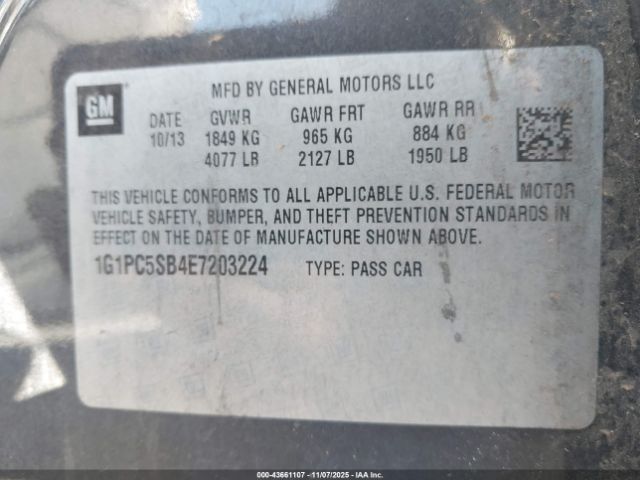 GM
MFD BY GENERAL MOTORS LLC
DATE GVWR GAWR FRT GAWR RR
10/13 1849 KG 965 KG 884 KG
4077 LB 2127 LB 1950 LB
THIS VEHICLE CONFORMS TO ALL APPLICABLE U.S. FEDERAL MOTOR
VEHICLE SAFETY, BUMPER, AND THEFT PREVENTION STANDARDS IN
EFFECT ON THE DATE OF MANUFACTURE SHOWN ABOVE.
1G1PC5SB4E7203224 TYPE: PASS CAR
000-43661107 - 11/07/2025 - IAAI.COM